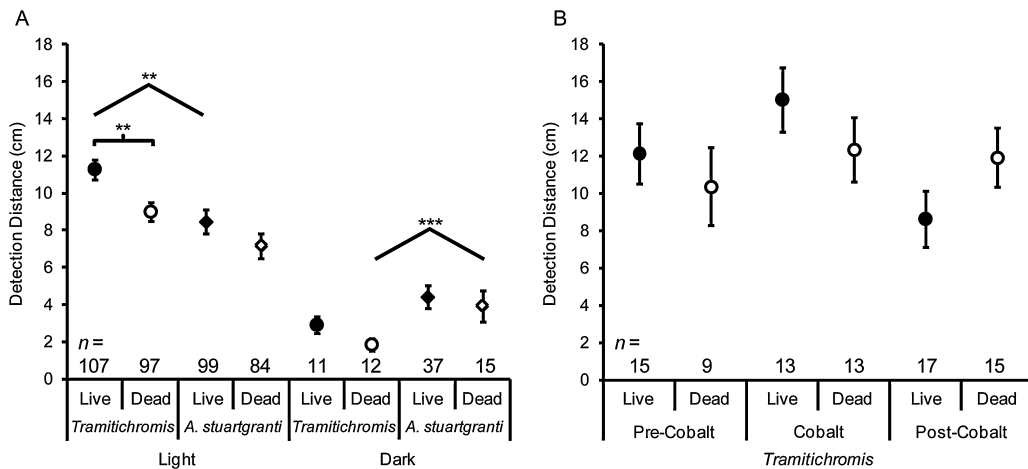 A
Detection Distance (cm)
18
16
14
12
10
8
6
4
2
0
**
**
***
n =
107 97 99 84 11 12 37 15
Live Dead Live Dead Live Dead Live Dead
Tramitichromis A. stuartgranti Tramitichromis A. stuartgranti
Light Dark
B
Detection Distance (cm)
18
16
14
12
10
8
6
4
2
0
n =
15 9 13 13 17 15
Live Dead Live Dead Live Dead
Pre-Cobalt Cobalt Post-Cobalt
Tramitichromis